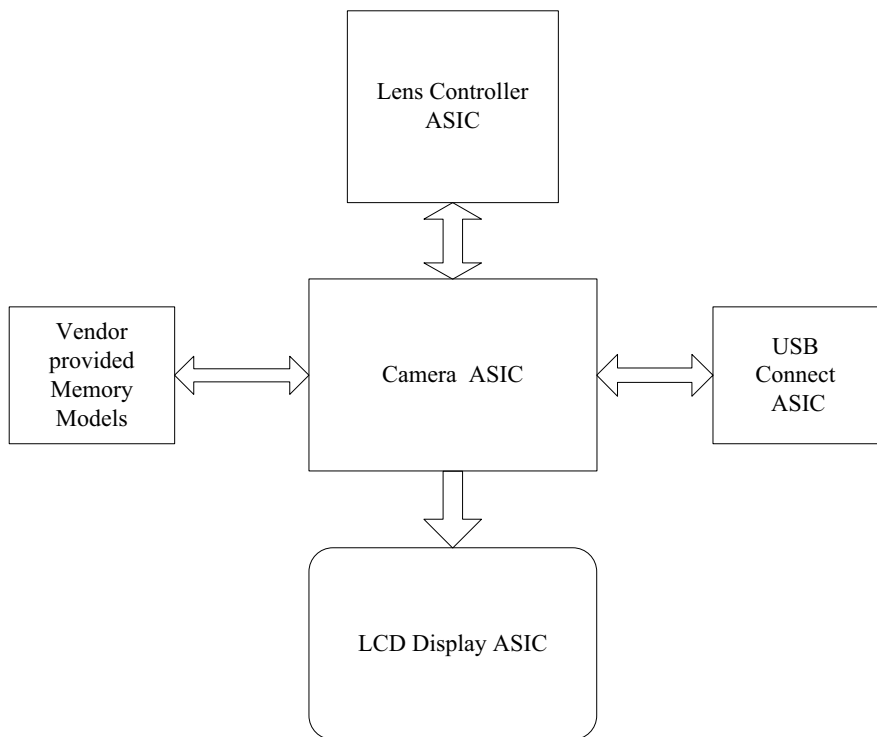 Lens Controller
ASIC
Vendor
provided
Memory
Models
Camera ASIC
USB
Connect
ASIC
LCD Display ASIC